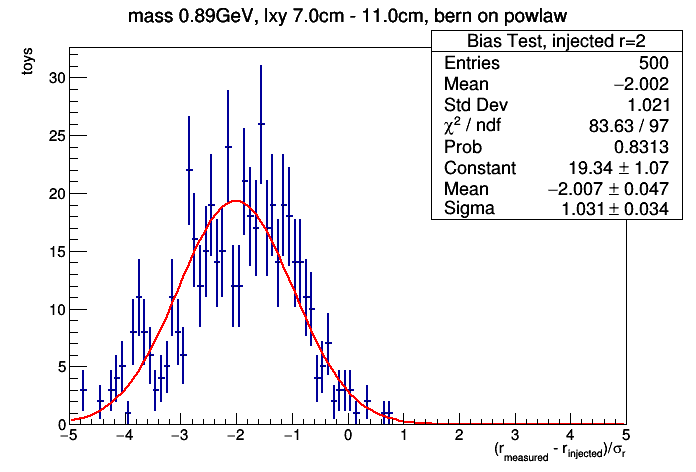 mass 0.89GeV, lxy 7.0cm - 11.0cm, bern on powlaw
toys
Bias Test, injected r=2
Entries 500
Mean −2.002
Std Dev 1.021
χ² / ndf 83.63 / 97
Prob 0.8313
Constant 19.34 ± 1.07
Mean −2.007 ± 0.047
Sigma 1.031 ± 0.034
30
25
20
15
10
5
0
−5 −4 −3 −2 −1 0 1 2 3 4 5
(r_measured - r_injected)/σ_r